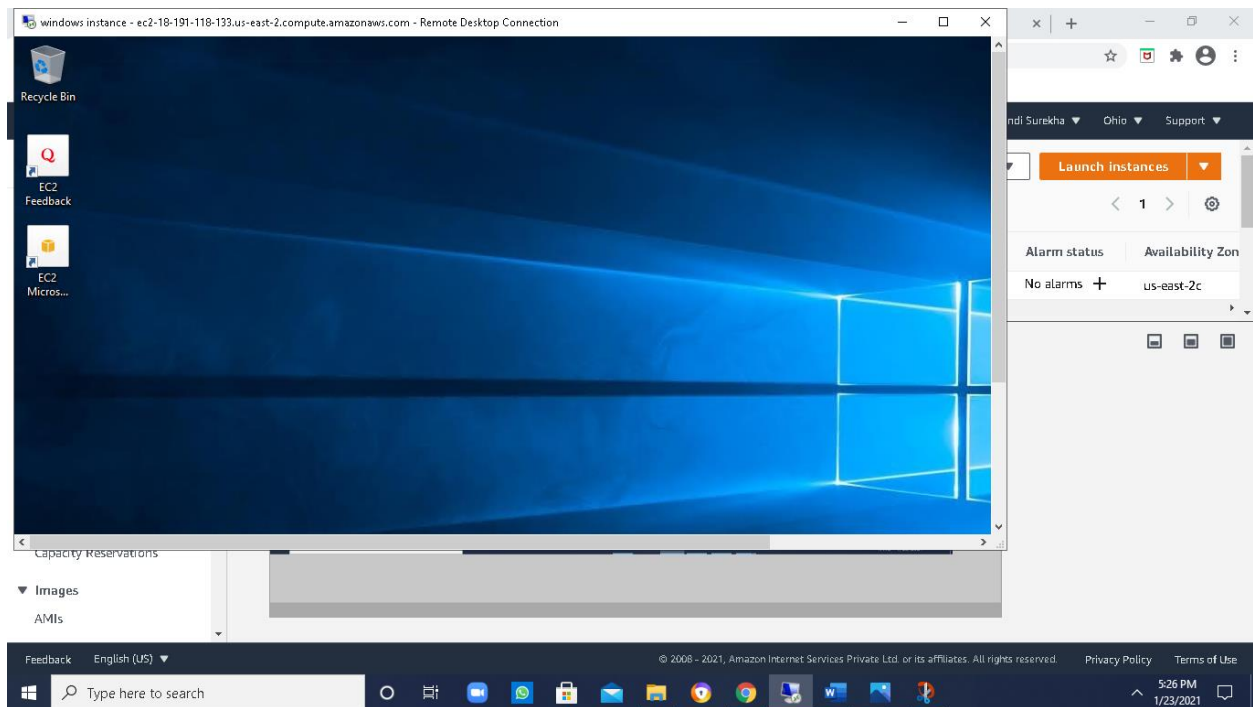 windows instance - ec2-18-191-118-133.us-east-2.compute.amazonaws.com - Remote Desktop Connection
Recycle Bin
EC2
Feedback
EC2
Micros...
ndi Surekha Ohio Support
Launch instances
1
Alarm status Availability Zon
No alarms + us-east-2c
Capacity Reservations
Images
AMIs
Feedback English (US) © 2008 - 2021, Amazon Internet Services Private Ltd. or its affiliates. All rights reserved. Privacy Policy Terms of Use
Type here to search
5:26 PM
1/23/2021